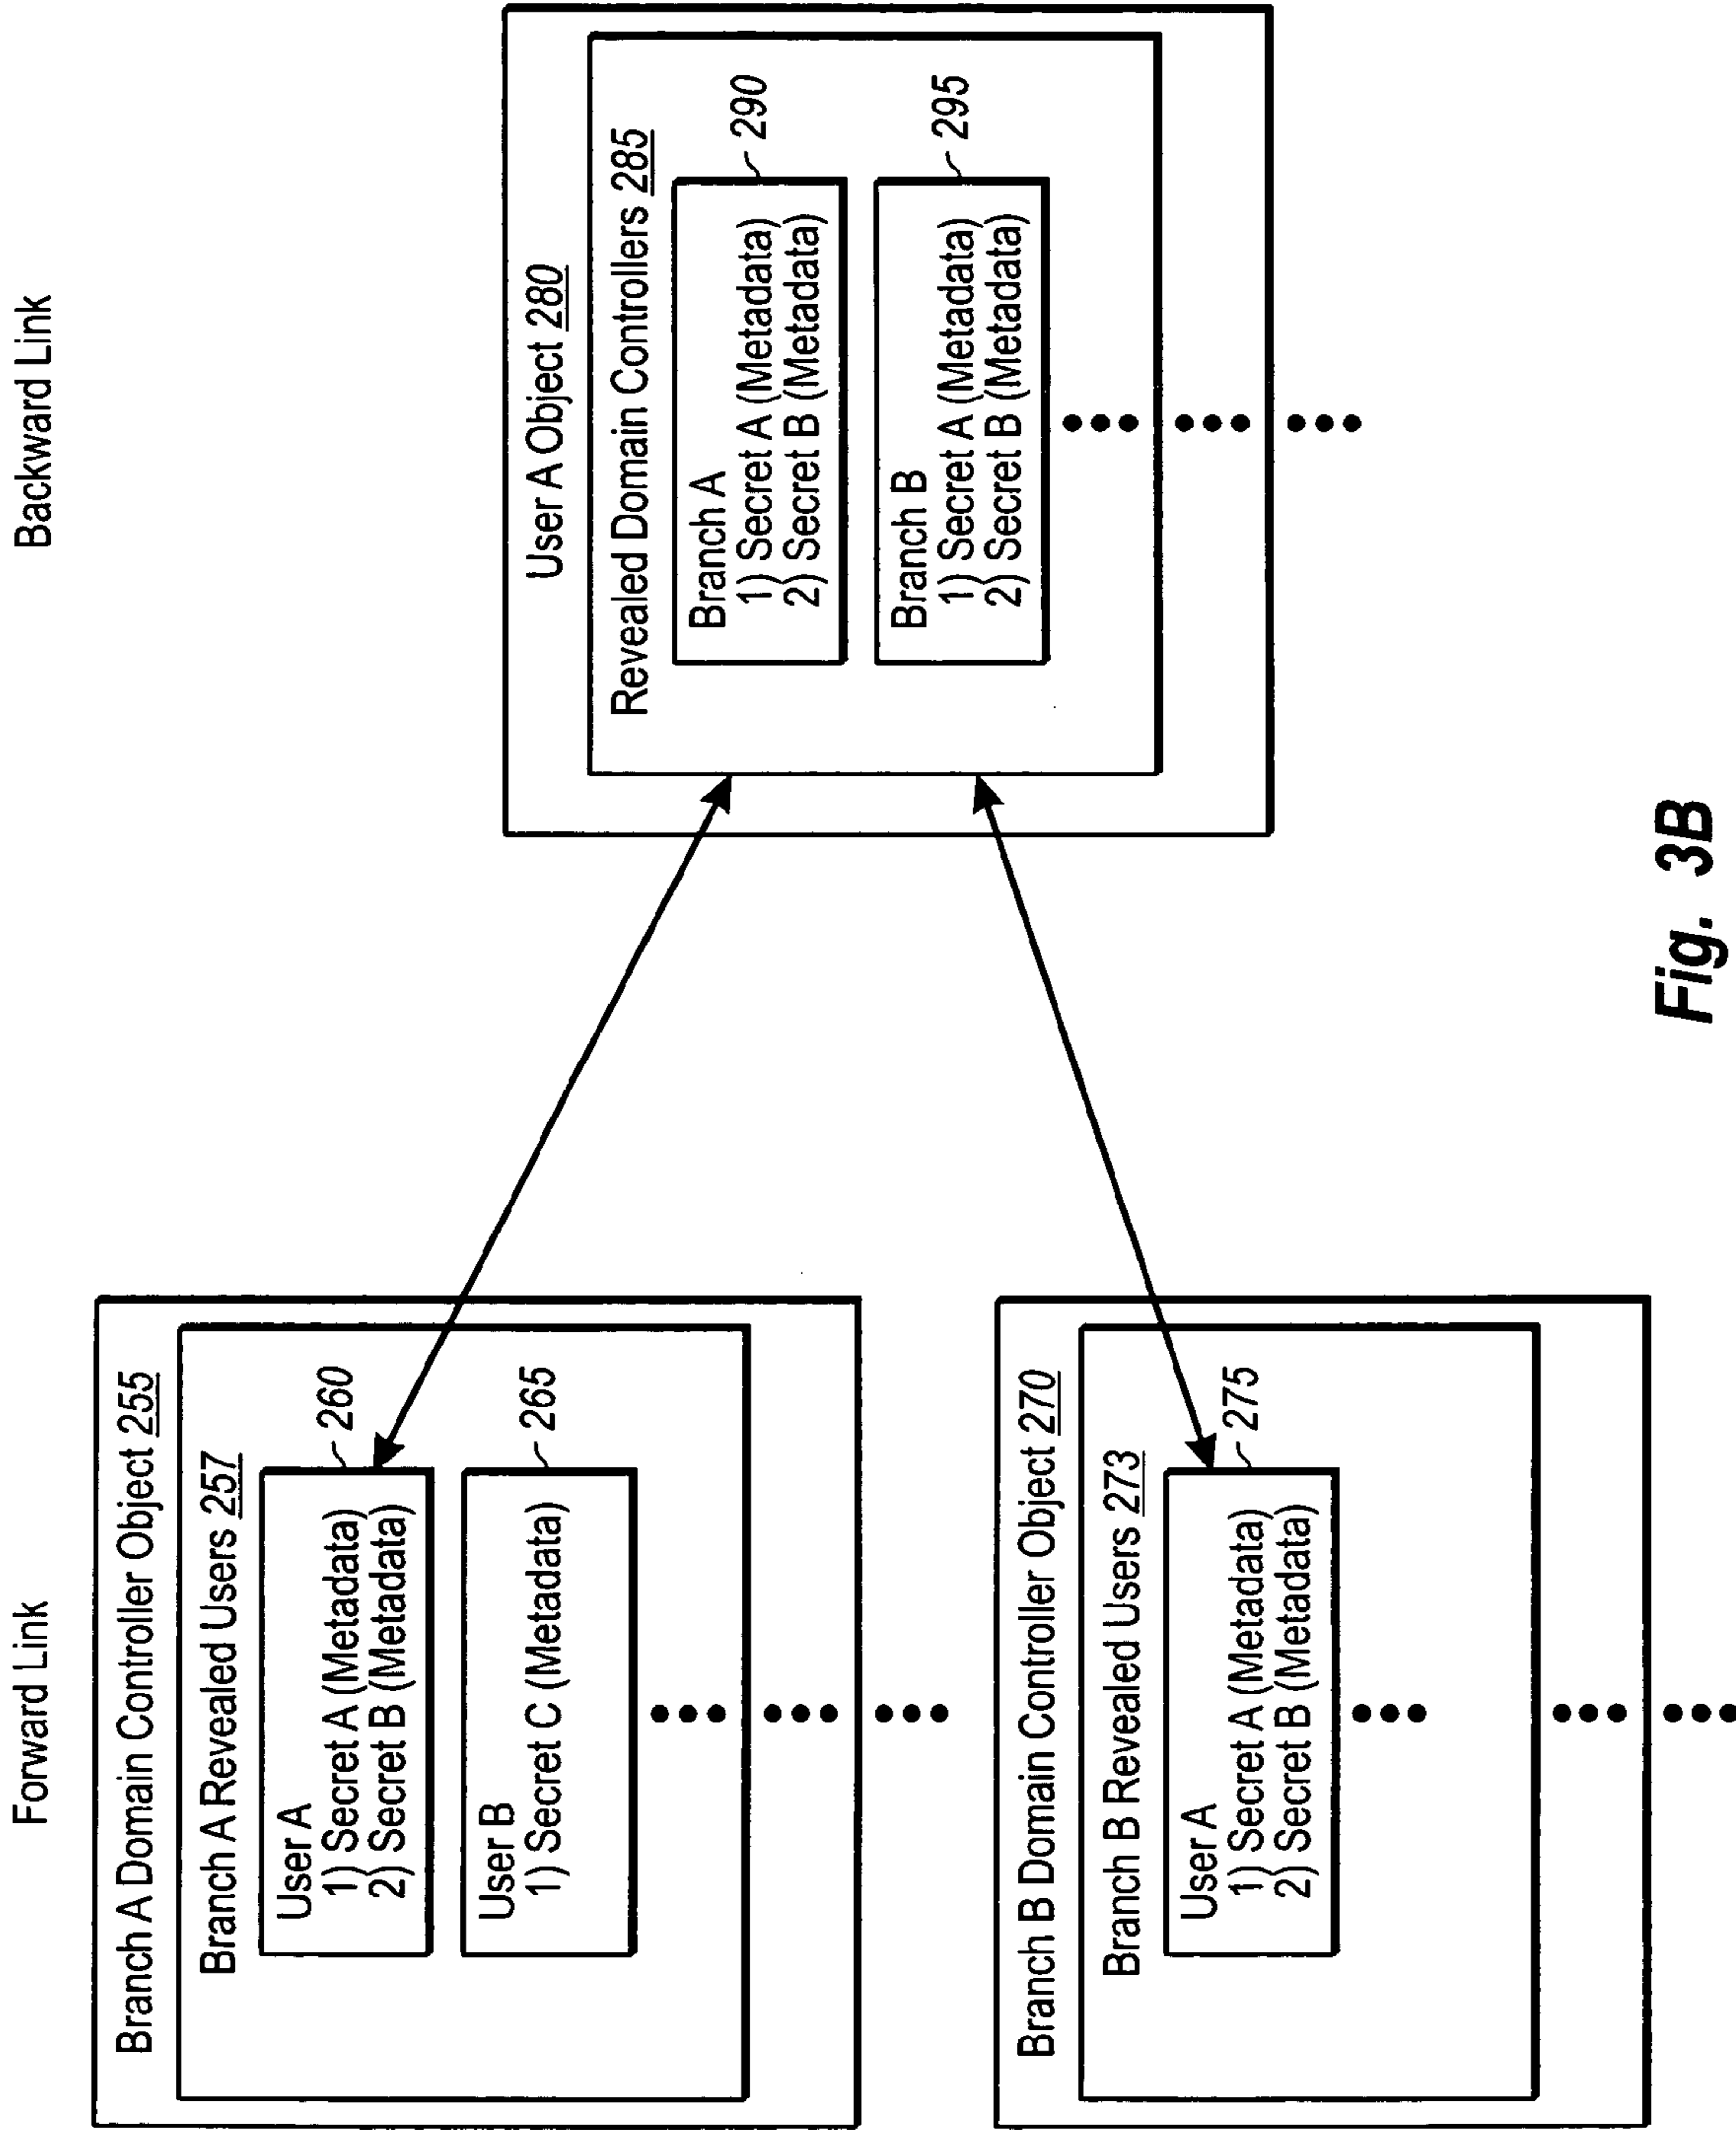 Forward Link
Branch A Domain Controller Object 255
Branch A Revealed Users 257
User A
1) Secret A (Metadata)
2) Secret B (Metadata)
260
User B
1) Secret C (Metadata)
265
Branch B Domain Controller Object 270
Branch B Revealed Users 273
User A
1) Secret A (Metadata)
2) Secret B (Metadata)
275
Backward Link
User A Object 280
Revealed Domain Controllers 285
Branch A
1) Secret A (Metadata)
2) Secret B (Metadata)
290
Branch B
1) Secret A (Metadata)
2) Secret B (Metadata)
295
Fig. 3B